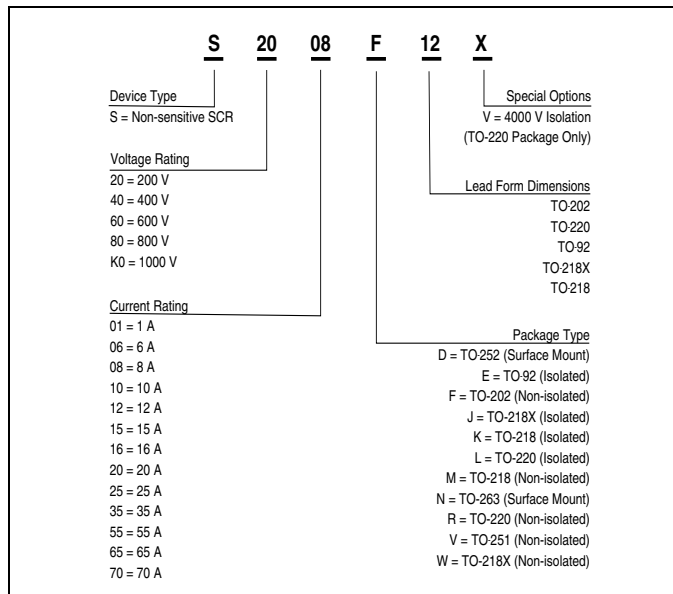 S 20 08 F 12 X
Device Type
S = Non-sensitive SCR
Voltage Rating
20 = 200 V
40 = 400 V
60 = 600 V
80 = 800 V
K0 = 1000 V
Current Rating
01 = 1 A
06 = 6 A
08 = 8 A
10 = 10 A
12 = 12 A
15 = 15 A
16 = 16 A
20 = 20 A
25 = 25 A
35 = 35 A
55 = 55 A
65 = 65 A
70 = 70 A
Special Options
V = 4000 V Isolation
(TO-220 Package Only)
Lead Form Dimensions
TO-202
TO-220
TO-92
TO-218X
TO-218
Package Type
D = TO-252 (Surface Mount)
E = TO-92 (Isolated)
F = TO-202 (Non-isolated)
J = TO-218X (Isolated)
K = TO-218 (Isolated)
L = TO-220 (Isolated)
M = TO-218 (Non-isolated)
N = TO-263 (Surface Mount)
R = TO-220 (Non-isolated)
V = TO-251 (Non-isolated)
W = TO-218X (Non-isolated)